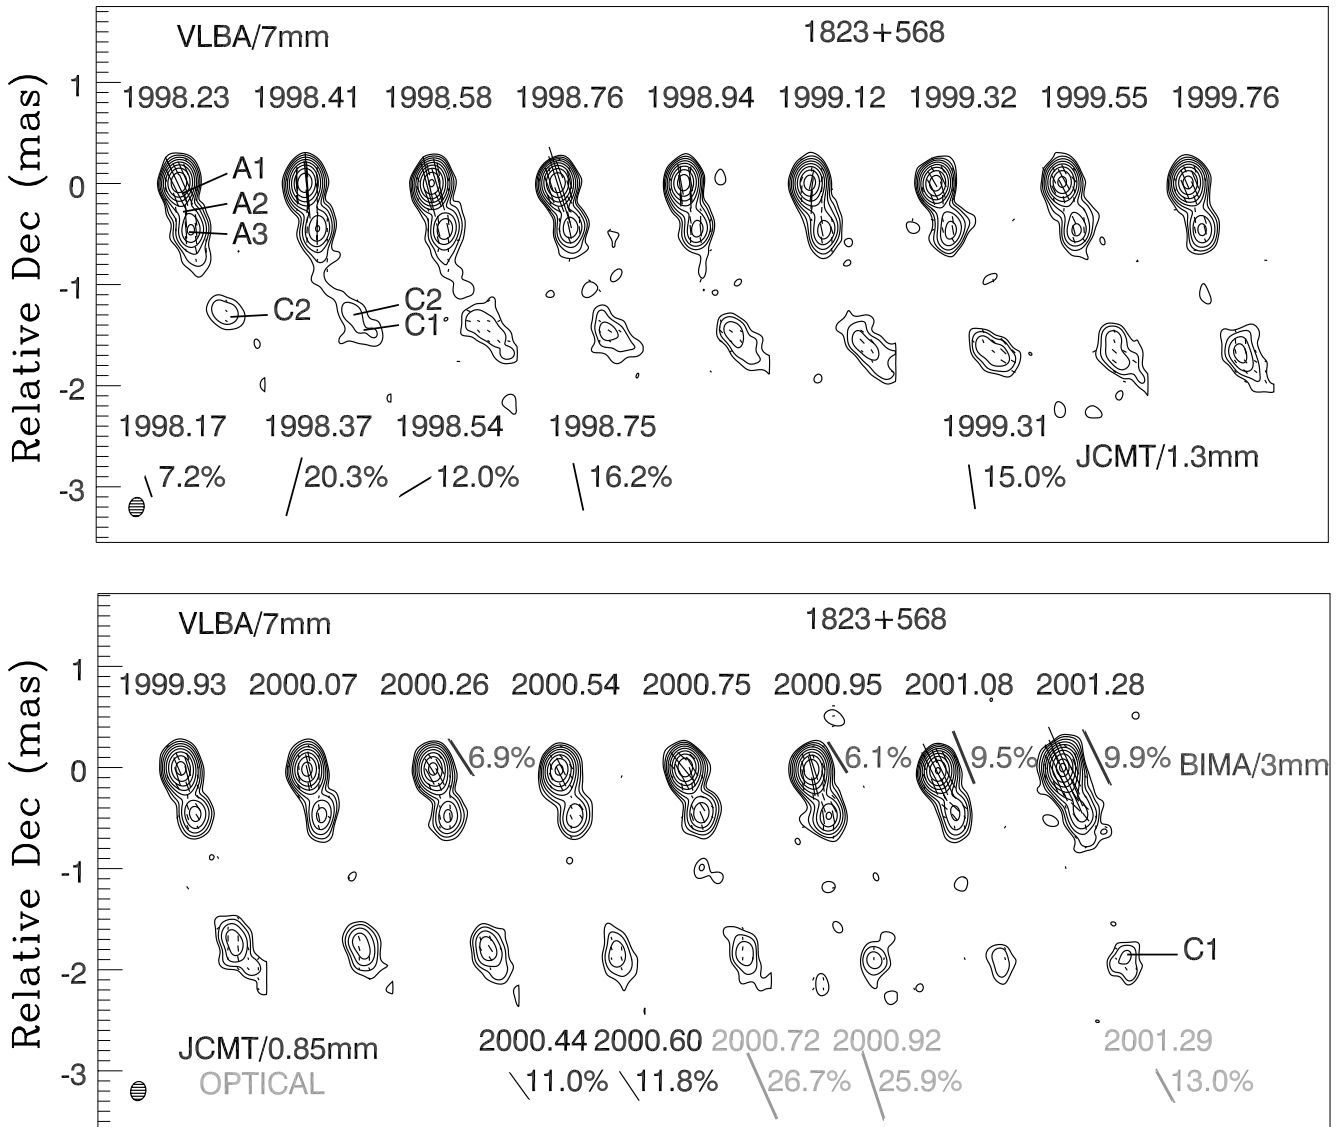 VLBA/7mm 1823+568
1998.23 1998.41 1998.58 1998.76 1998.94 1999.12 1999.32 1999.55 1999.76
Relative Dec (mas)
1
0
-1
-2
-3
A1
A2
A3
C2
C2
C1
1998.17 1998.37 1998.54 1998.75 1999.31
JCMT/1.3mm
7.2% 20.3% 12.0% 16.2% 15.0%
VLBA/7mm 1823+568
1999.93 2000.07 2000.26 2000.54 2000.75 2000.95 2001.08 2001.28
Relative Dec (mas)
1
0
-1
-2
-3
6.9% 6.1% 9.5% 9.9% BIMA/3mm
C1
JCMT/0.85mm 2000.44 2000.60 2000.72 2000.92 2001.29
OPTICAL 11.0% 11.8% 26.7% 25.9% 13.0%